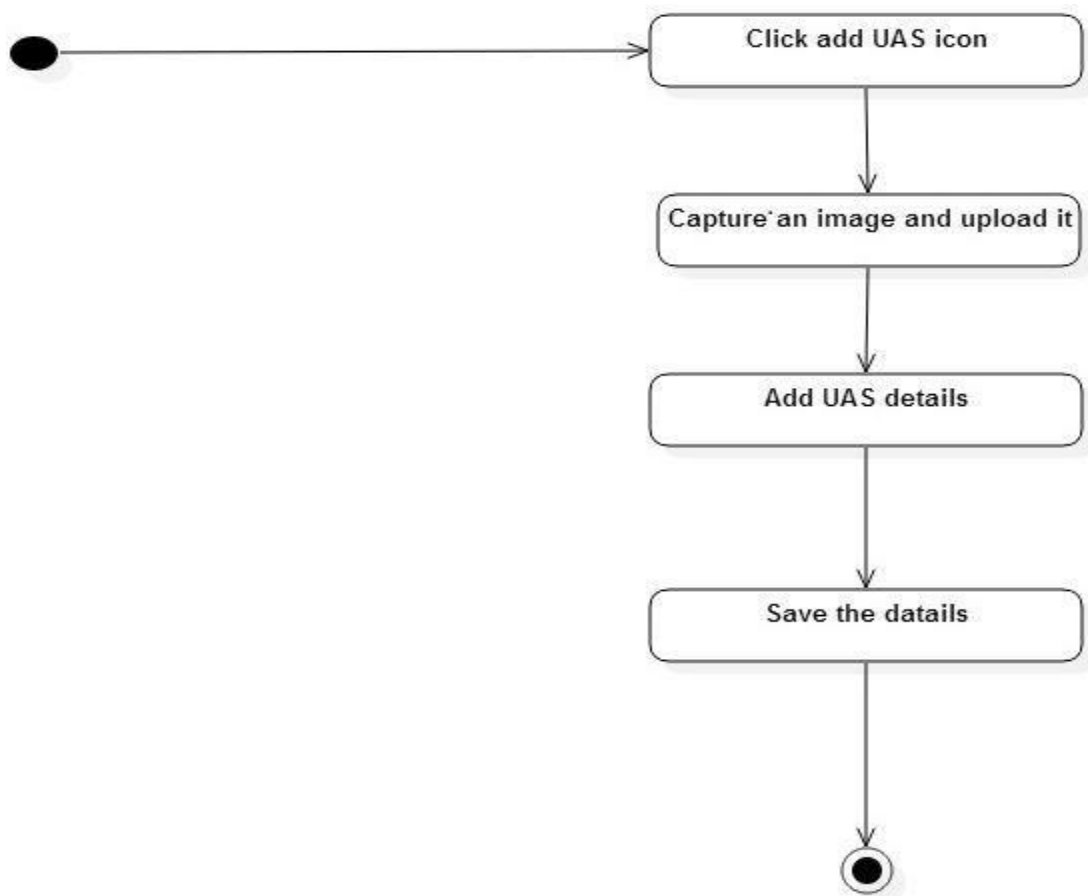 Click add UAS icon
Capture an image and upload it
Add UAS details
Save the datails